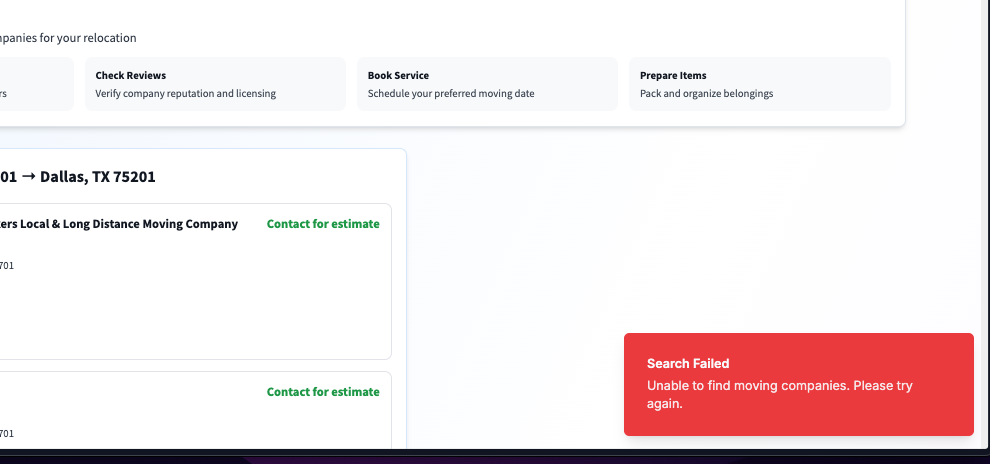 panies for your relocation
rs
Check Reviews
Verify company reputation and licensing
Book Service
Schedule your preferred moving date
Prepare Items
Pack and organize belongings
01 → Dallas, TX 75201
ers Local & Long Distance Moving Company
Contact for estimate
701
Contact for estimate
701
Search Failed
Unable to find moving companies. Please try
again.